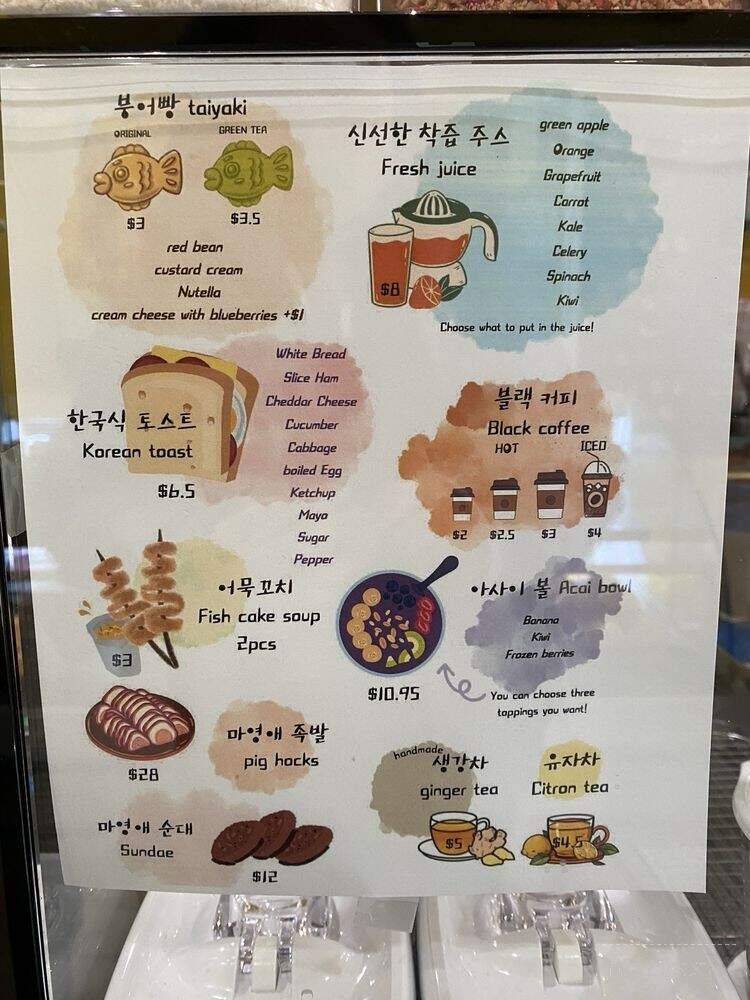 붕어빵 taiyaki
ORIGINAL
GREEN TEA
$3
$3.5
red bean
custard cream
Nutella
cream cheese with blueberries +$1
신선한 착즙 주스
Fresh juice
$8
green apple
Orange
Grapefruit
Carrot
Kale
Celery
Spinach
Kiwi
Choose what to put in the juice!
한국식 토스트
Korean toast
$6.5
White Bread
Slice Ham
Cheddar Cheese
Cucumber
Cabbage
boiled Egg
Ketchup
Mayo
Sugar
Pepper
블랙 커피
Black coffee
HOT
ICED
$2
$2.5
$3
$4
어묵꼬치
Fish cake soup
2pcs
$3
아사이 볼 Acai bowl
Banana
Kiwi
Frozen berries
$10.95
You can choose three
toppings you want!
마영애 족발
pig hocks
$28
handmade
생강차
ginger tea
$5
유자차
Citron tea
$4.5
마영애 순대
Sundae
$12